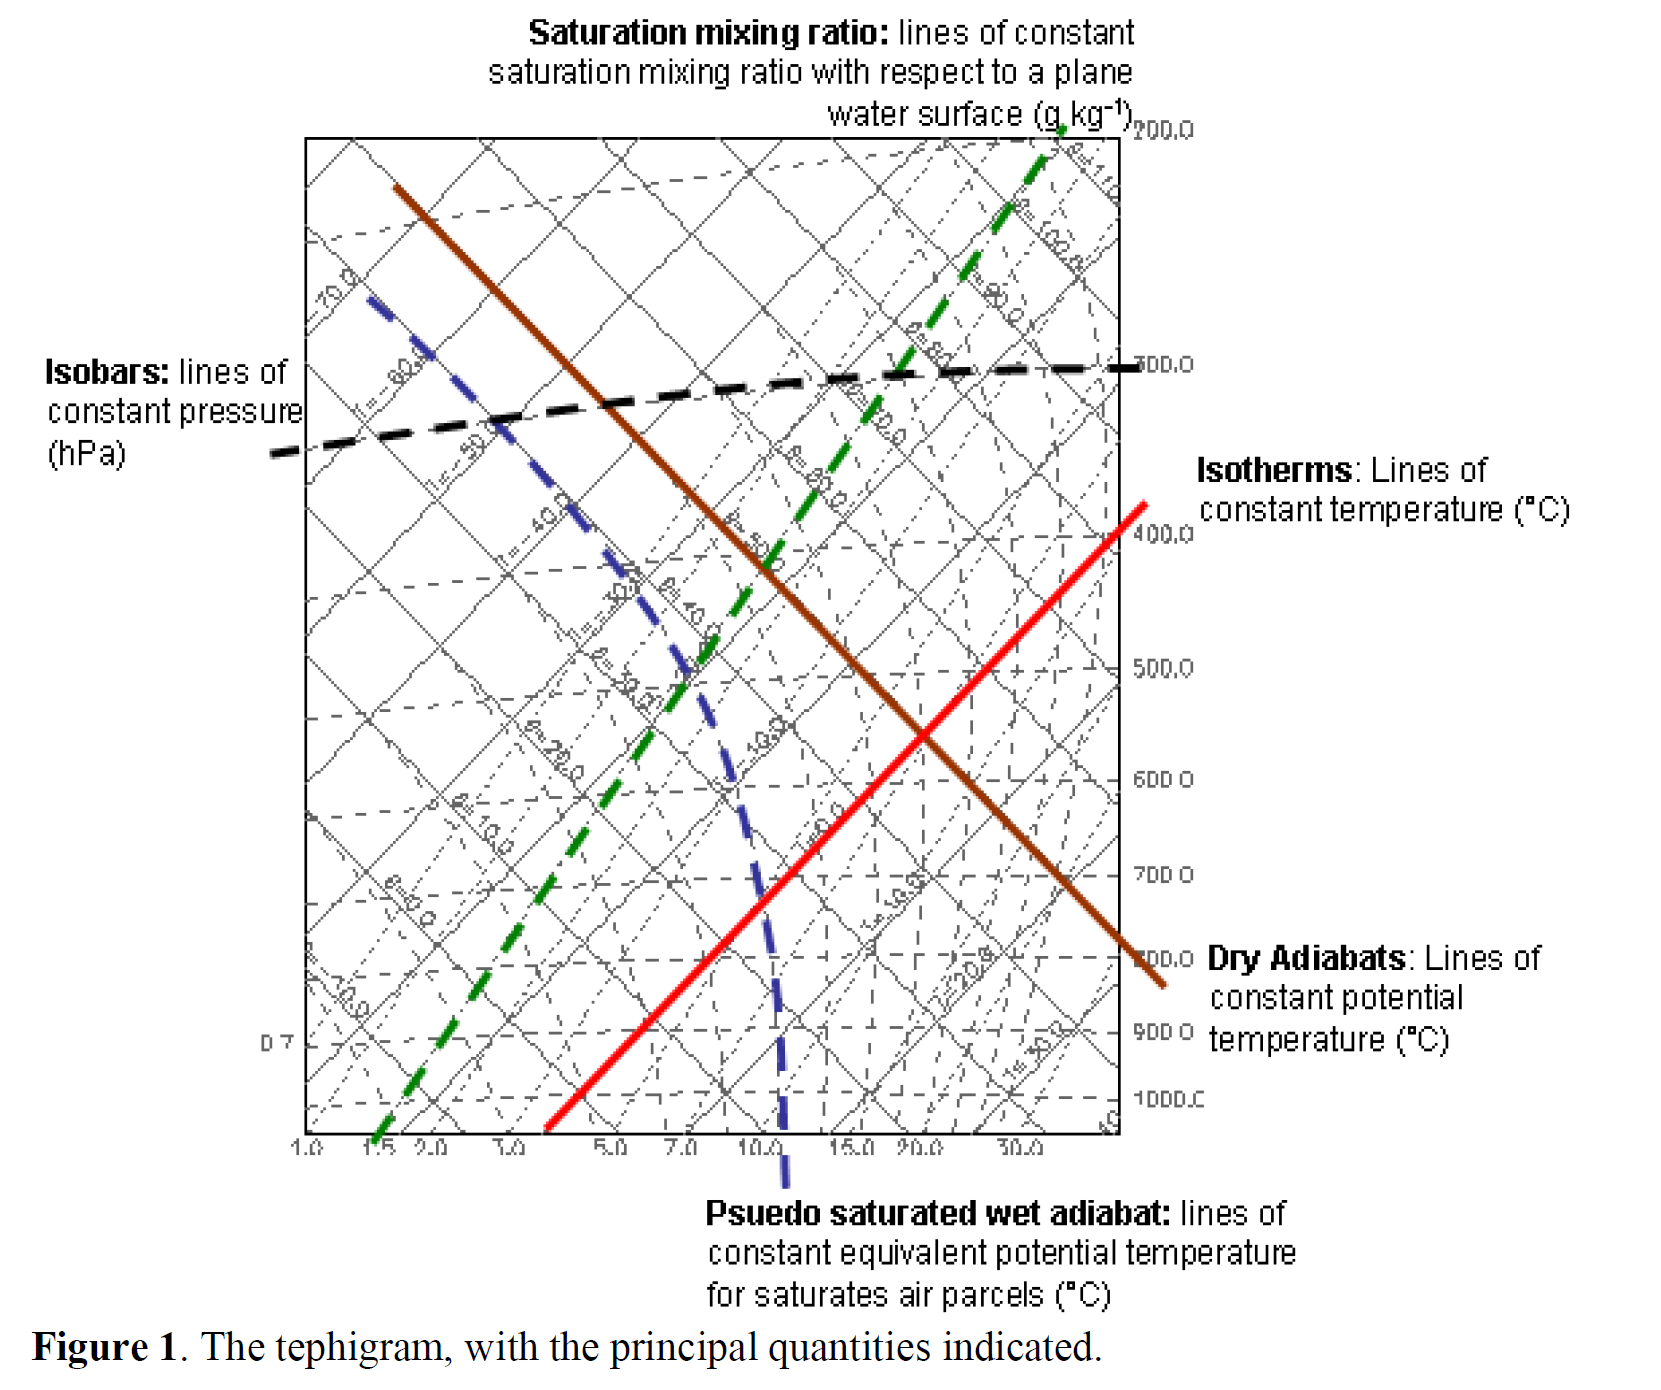 Saturation mixing ratio: lines of constant
saturation mixing ratio with respect to a plane
water surface (g kg-1)
200.0
Isobars: lines of
constant pressure
(hPa)
300.0
Isotherms: Lines of
constant temperature (°C)
400.0
500.0
600.0
700.0
800.0
Dry Adiabats: Lines of
constant potential
temperature (°C)
900.0
0.7
1000.0
1.0 1.5 2.0 3.0 5.0 7.0 10.0 15.0 20.0 30.0
Psuedo saturated wet adiabat: lines of
constant equivalent potential temperature
for saturates air parcels (°C)
Figure 1. The tephigram, with the principal quantities indicated.